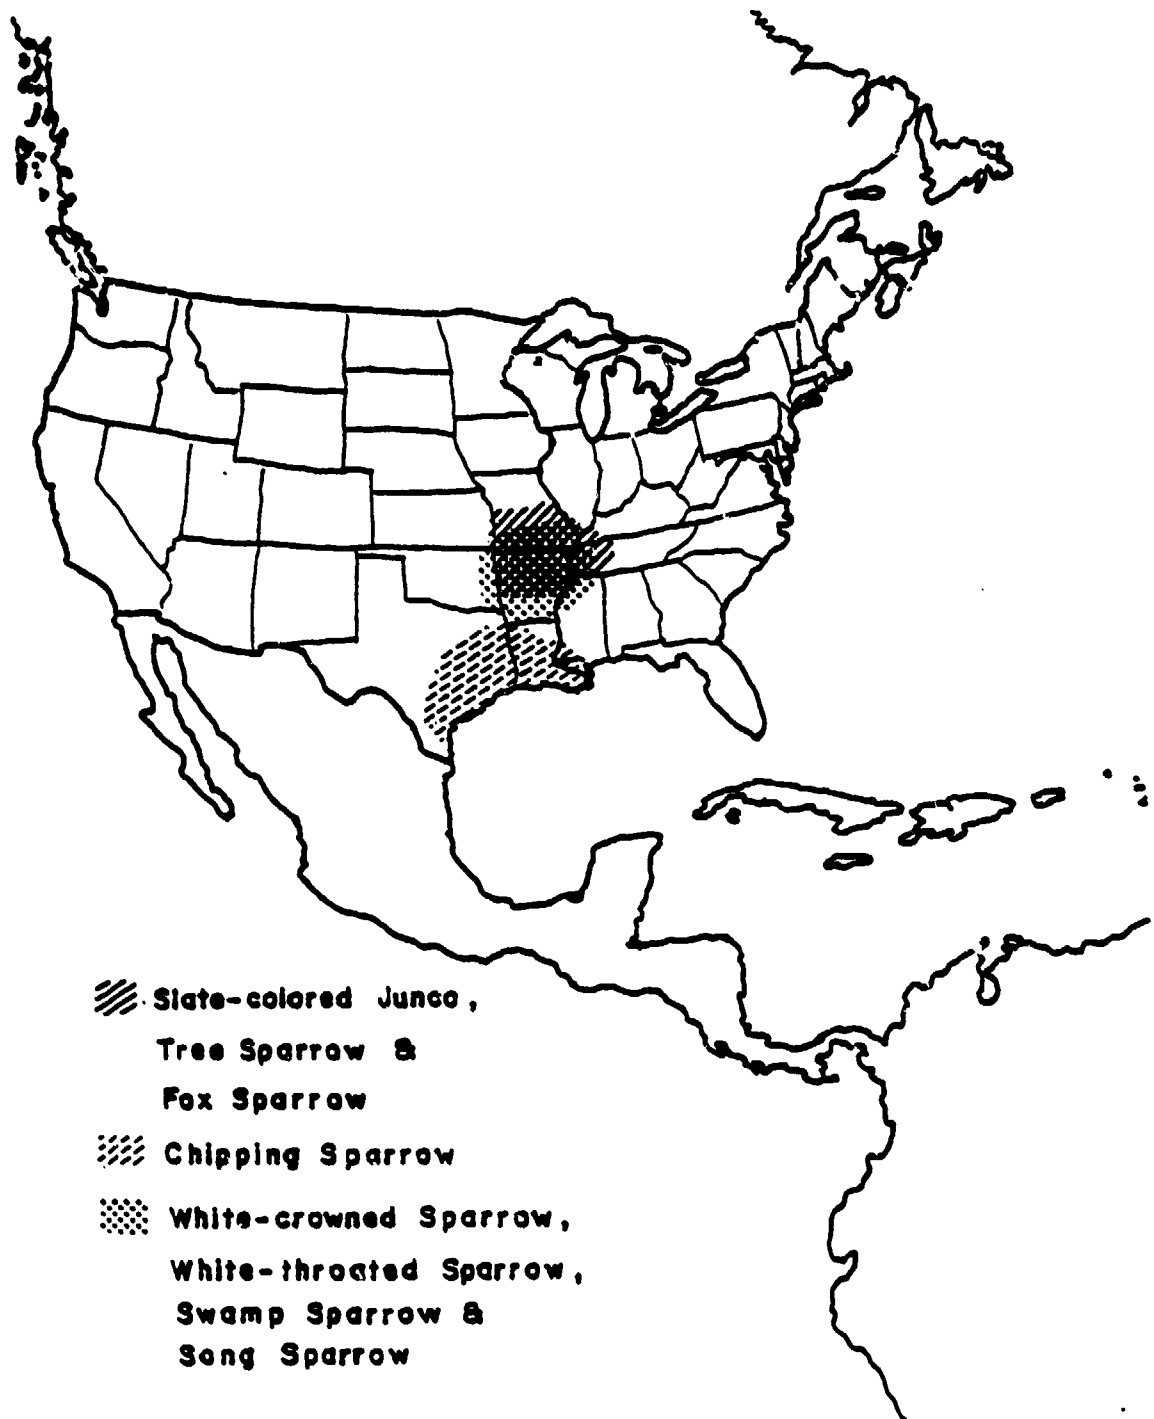 Slate-colored Junco,
Tree Sparrow &
Fox Sparrow
Chipping Sparrow
White-crowned Sparrow,
White-throated Sparrow,
Swamp Sparrow &
Song Sparrow